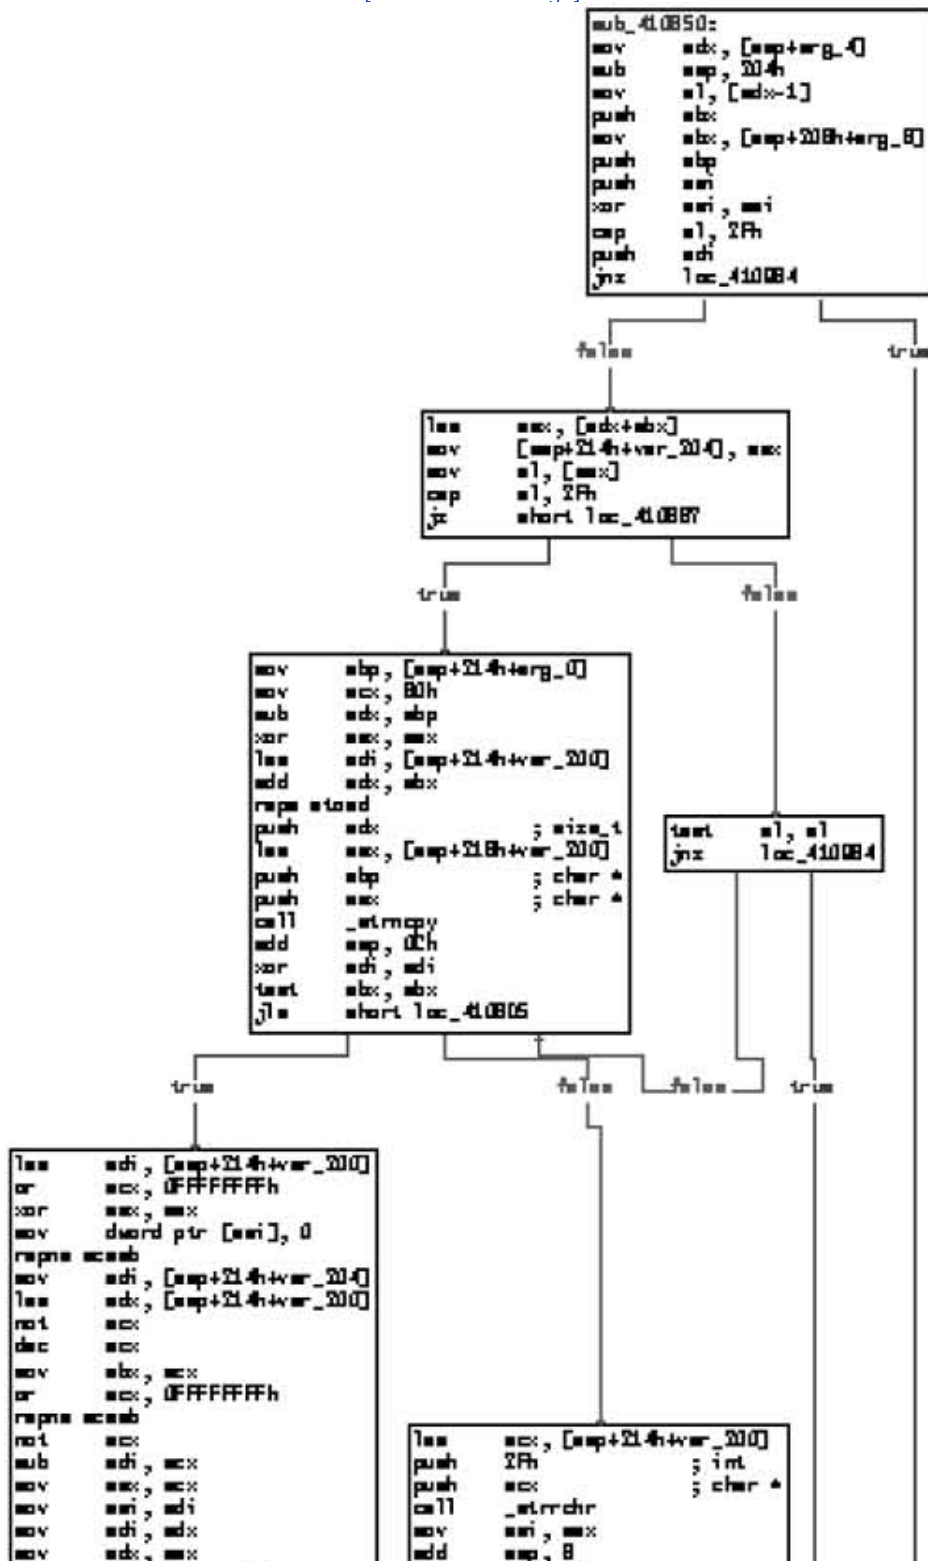 sub_410850:
mov edx, [esp+arg_4]
sub esp, 204h
mov al, [edx-1]
push ebx
mov ebx, [esp+208h+arg_8]
push ebp
push esi
xor esi, esi
cmp al, 2Fh
push edi
jnz loc_4109B4
false
true
lea eax, [edx+ebx]
mov [esp+214h+var_204], eax
mov al, [eax]
cmp al, 2Fh
jz short loc_410887
true
false
mov ebp, [esp+214h+arg_0]
mov ecx, 80h
sub edx, ebp
xor eax, eax
lea edi, [esp+214h+var_200]
add edx, ebx
repe stosd
push edx ; size_t
lea eax, [esp+218h+var_200]
push ebp ; char *
push eax ; char *
call _strncpy
add esp, 0Ch
xor edi, edi
test ebx, ebx
jle short loc_4108D5
test al, al
jnz loc_4109B4
true
false
false
true
lea edi, [esp+214h+var_200]
or ecx, 0FFFFFFFFh
xor eax, eax
mov dword ptr [esi], 0
repne scasb
mov edi, [esp+214h+var_204]
lea edx, [esp+214h+var_200]
not ecx
dec ecx
mov ebx, ecx
or ecx, 0FFFFFFFFh
repne scasb
not ecx
sub edi, ecx
mov eax, ecx
mov esi, edi
mov edi, edx
mov edx, eax
lea ecx, [esp+214h+var_200]
push 2Fh ; int
push ecx ; char *
call _strrchr
mov esi, eax
add esp, 8